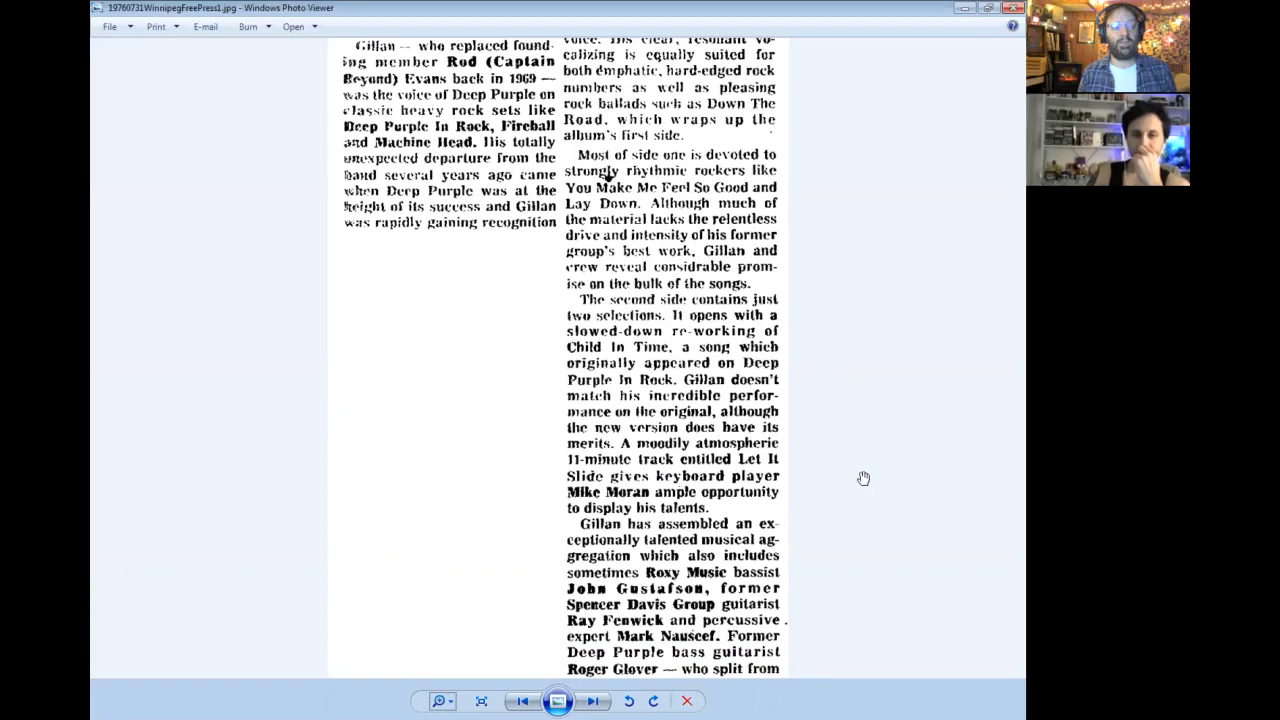 19760731WinnipegFreePress1.jpg - Windows Photo Viewer
File Print E-mail Burn Open
Gillan — who replaced found-
ing member Rod (Captain
Beyond) Evans back in 1969 —
was the voice of Deep Purple on
classic heavy rock sets like
Deep Purple In Rock, Fireball
and Machine Head. His totally
unexpected departure from the
band several years ago came
when Deep Purple was at the
height of its success and Gillan
was rapidly gaining recognition
voice. His clear, resonant vo-
calizing is equally suited for
both emphatic, hard-edged rock
numbers as well as pleasing
rock ballads such as Down The
Road, which wraps up the
album's first side.
Most of side one is devoted to
strongly rhythmic rockers like
You Make Me Feel So Good and
Lay Down. Although much of
the material lacks the relentless
drive and intensity of his former
group's best work, Gillan and
crew reveal considrable prom-
ise on the bulk of the songs.
The second side contains just
two selections. It opens with a
slowed-down re-working of
Child In Time, a song which
originally appeared on Deep
Purple In Rock. Gillan doesn't
match his incredible perfor-
mance on the original, although
the new version does have its
merits. A moodily atmospheric
11-minute track entitled Let It
Slide gives keyboard player
Mike Moran ample opportunity
to display his talents.
Gillan has assembled an ex-
ceptionally talented musical ag-
gregation which also includes
sometimes Roxy Music bassist
John Gustafson, former
Spencer Davis Group guitarist
Ray Fenwick and percussive
expert Mark Nauseef. Former
Deep Purple bass guitarist
Roger Glover — who split from